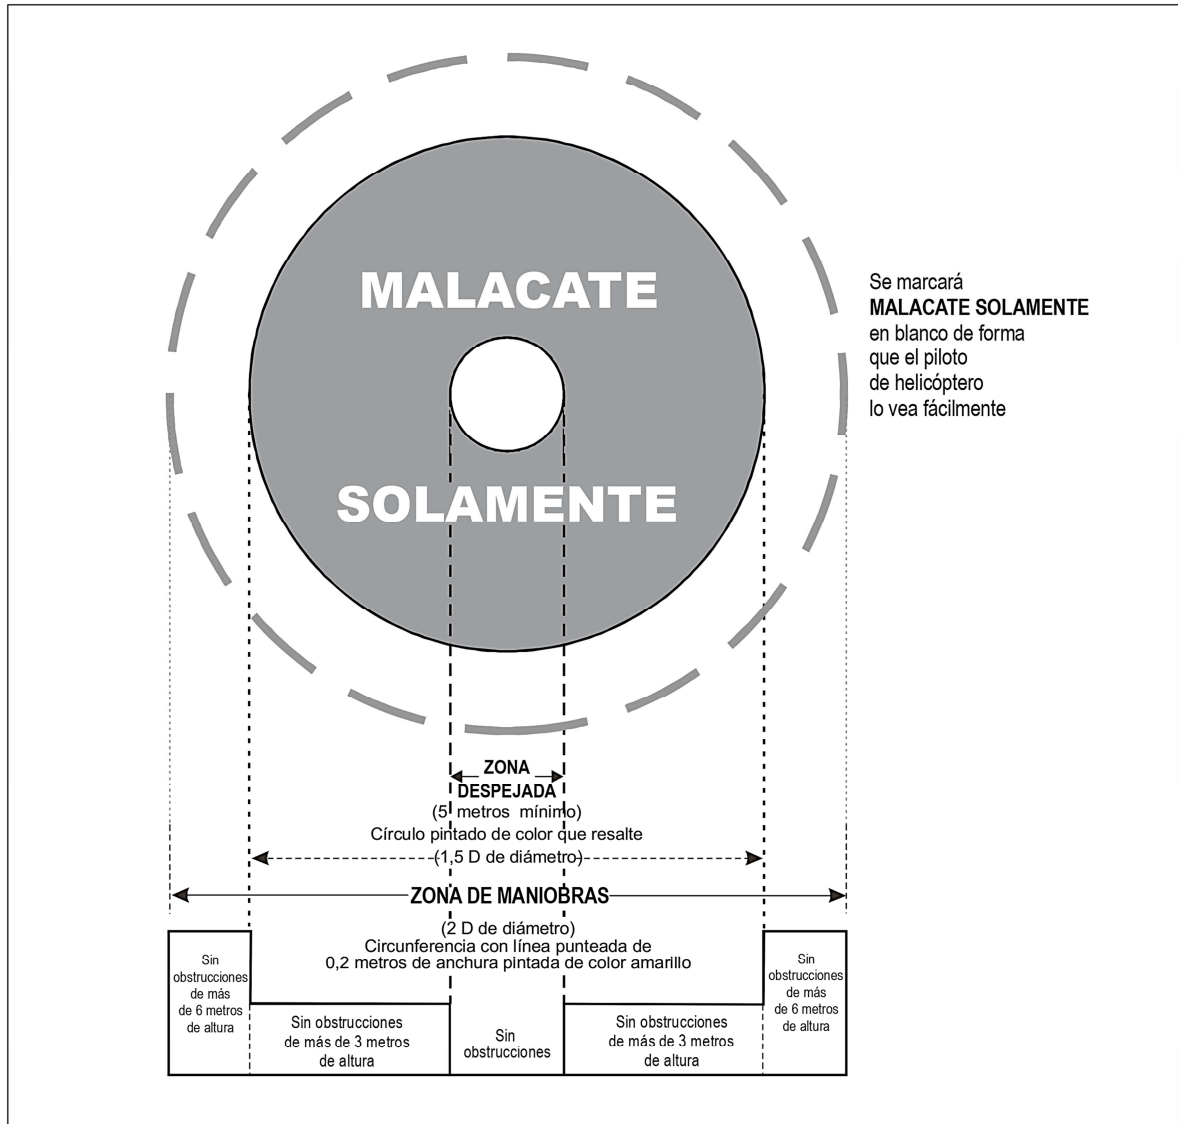 MALACATE
SOLAMENTE
Se marcará
MALACATE SOLAMENTE
en blanco de forma
que el piloto
de helicóptero
lo vea fácilmente
ZONA
DESPEJADA
(5 metros mínimo)
Círculo pintado de color que resalte
(1,5 D de diámetro)
ZONA DE MANIOBRAS
(2 D de diámetro)
Circunferencia con línea punteada de
0,2 metros de anchura pintada de color amarillo
Sin
obstrucciones
de más
de 6 metros
de altura
Sin obstrucciones
de más de 3 metros
de altura
Sin
obstrucciones
Sin obstrucciones
de más de 3 metros
de altura
Sin
obstrucciones
de más
de 6 metros
de altura